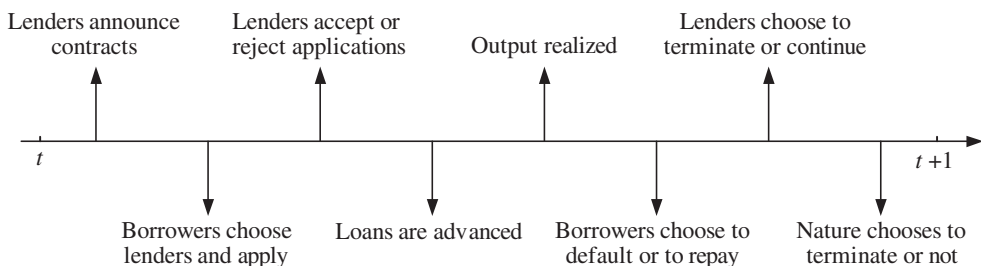 Lenders announce
contracts
Lenders accept or
reject applications
Output realized
Lenders choose to
terminate or continue
t
t +1
Borrowers choose
lenders and apply
Loans are advanced
Borrowers choose to
default or to repay
Nature chooses to
terminate or not